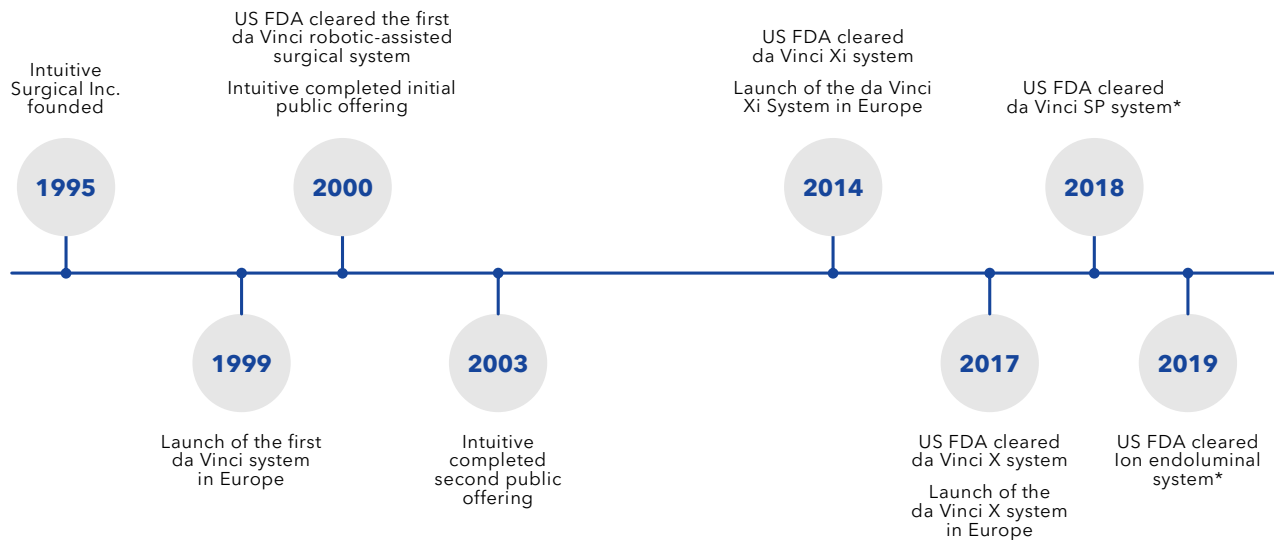 Intuitive
Surgical Inc.
founded
1995
Launch of the first
da Vinci system
in Europe
1999
US FDA cleared the first
da Vinci robotic-assisted
surgical system
Intuitive completed initial
public offering
2000
2003
Intuitive
completed
second public
offering
US FDA cleared
da Vinci Xi system
Launch of the da Vinci
Xi System in Europe
2014
2017
US FDA cleared
da Vinci X system
Launch of the
da Vinci X system
in Europe
US FDA cleared
da Vinci SP system*
2018
2019
US FDA cleared
Ion endoluminal
system*